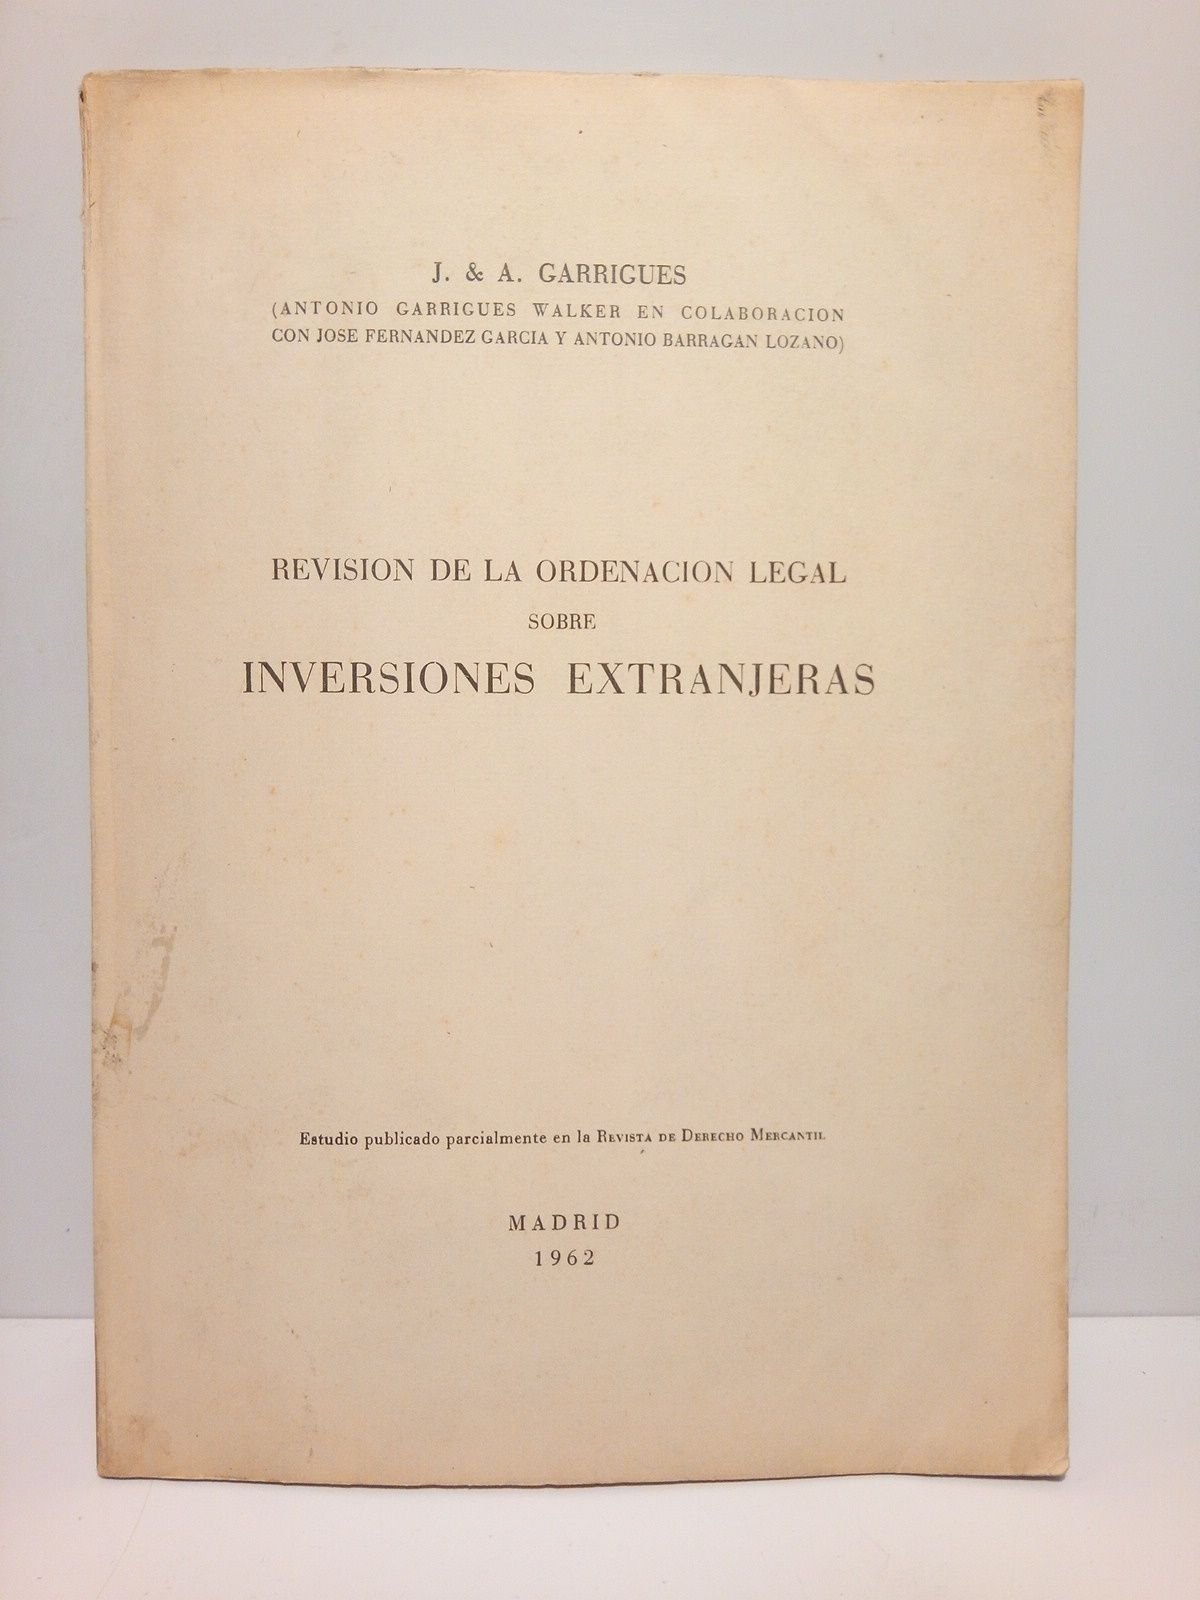 J. & A. GARRIGUES
(ANTONIO GARRIGUES WALKER EN COLABORACION
CON JOSE FERNANDEZ GARCIA Y ANTONIO BARRAGAN LOZANO)
REVISION DE LA ORDENACION LEGAL
SOBRE
INVERSIONES EXTRANJERAS
Estudio publicado parcialmente en la REVISTA DE DERECHO MERCANTIL
MADRID
1962